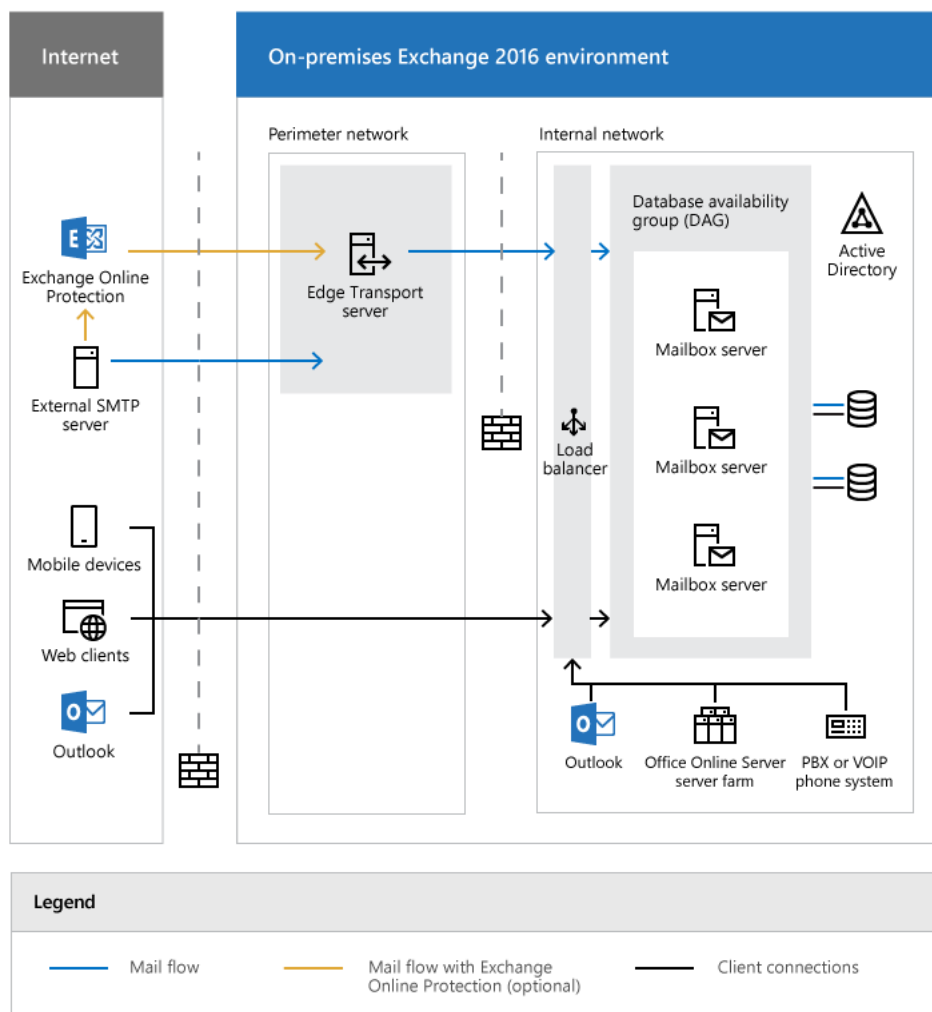 Internet
On-premises Exchange 2016 environment
Perimeter network
Internal network
Database availability
group (DAG)
Active
Directory
E
Exchange Online
Protection
Edge Transport
server
Mailbox server
External SMTP
server
Load
balancer
Mailbox server
Mobile devices
Mailbox server
Web clients
O
Outlook
O
Outlook
Office Online Server
server farm
PBX or VOIP
phone system
Legend
Mail flow
Mail flow with Exchange
Online Protection (optional)
Client connections